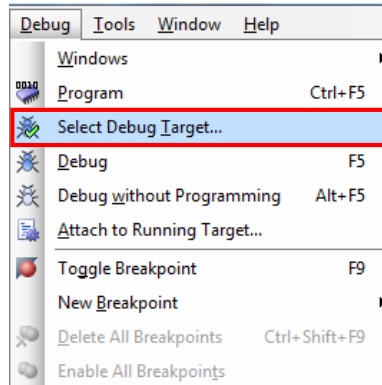 Debug Tools Window Help
Windows
Program Ctrl+F5
Select Debug Target...
Debug F5
Debug without Programming Alt+F5
Attach to Running Target...
Toggle Breakpoint F9
New Breakpoint
Delete All Breakpoints Ctrl+Shift+F9
Enable All Breakpoints